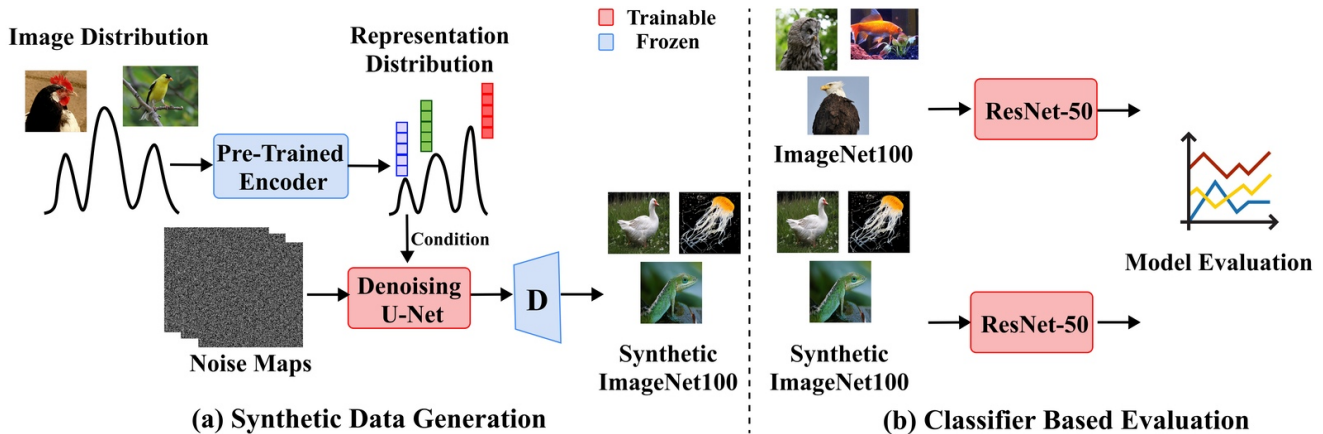 Image Distribution
Representation
Distribution
Trainable
Frozen
Pre-Trained
Encoder
Condition
Denoising
U-Net
D
Noise Maps
Synthetic
ImageNet100
(a) Synthetic Data Generation
ImageNet100
ResNet-50
Synthetic
ImageNet100
ResNet-50
Model Evaluation
(b) Classifier Based Evaluation